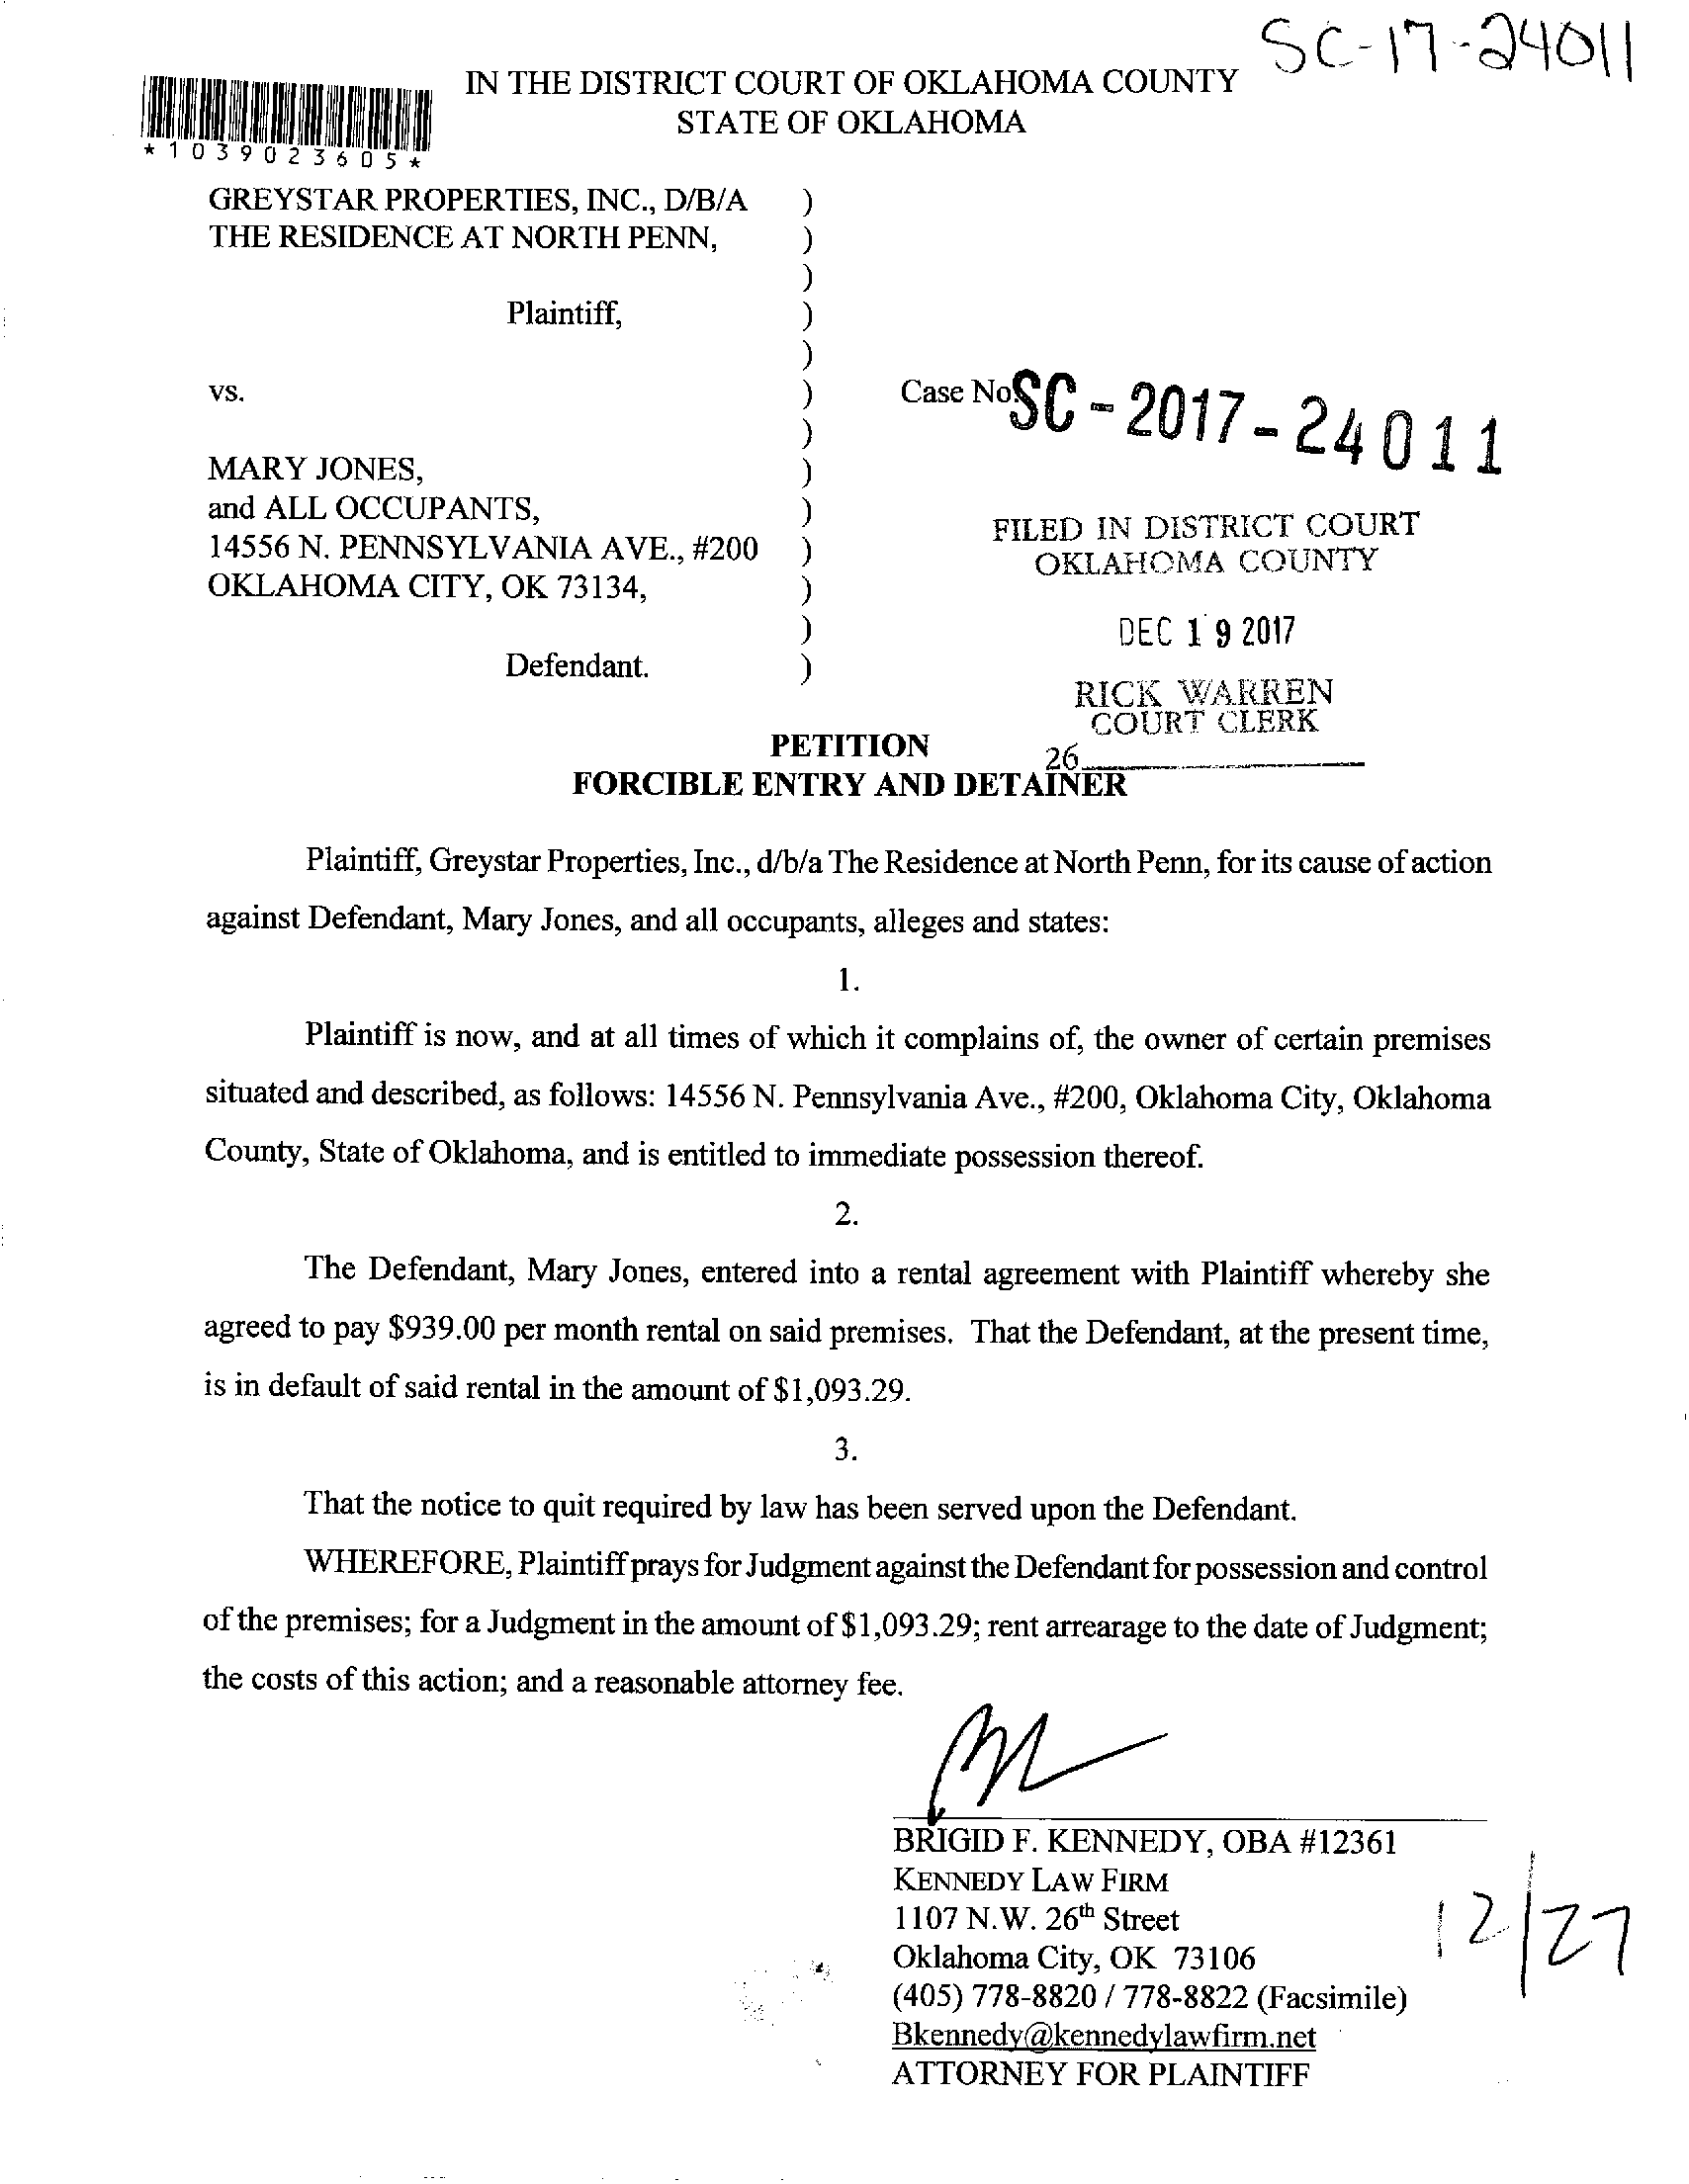 SC-17-24011
IN THE DISTRICT COURT OF OKLAHOMA COUNTY
STATE OF OKLAHOMA
*1039023605*
GREYSTAR PROPERTIES, INC., D/B/A )
THE RESIDENCE AT NORTH PENN, )
)
Plaintiff, )
)
vs. ) Case No. SC-2017-24011
)
MARY JONES, )
and ALL OCCUPANTS, )
14556 N. PENNSYLVANIA AVE., #200 )
OKLAHOMA CITY, OK 73134, )
)
Defendant. )
FILED IN DISTRICT COURT
OKLAHOMA COUNTY
DEC 19 2017
RICK WARREN
COURT CLERK
26
PETITION
FORCIBLE ENTRY AND DETAINER
Plaintiff, Greystar Properties, Inc., d/b/a The Residence at North Penn, for its cause of action
against Defendant, Mary Jones, and all occupants, alleges and states:
1.
Plaintiff is now, and at all times of which it complains of, the owner of certain premises
situated and described, as follows: 14556 N. Pennsylvania Ave., #200, Oklahoma City, Oklahoma
County, State of Oklahoma, and is entitled to immediate possession thereof.
2.
The Defendant, Mary Jones, entered into a rental agreement with Plaintiff whereby she
agreed to pay $939.00 per month rental on said premises. That the Defendant, at the present time,
is in default of said rental in the amount of $1,093.29.
3.
That the notice to quit required by law has been served upon the Defendant.
WHEREFORE, Plaintiff prays for Judgment against the Defendant for possession and control
of the premises; for a Judgment in the amount of $1,093.29; rent arrearage to the date of Judgment;
the costs of this action; and a reasonable attorney fee.
BRIGID F. KENNEDY, OBA #12361
KENNEDY LAW FIRM
1107 N.W. 26th Street
Oklahoma City, OK 73106
(405) 778-8820 / 778-8822 (Facsimile)
Bkennedy@kennedylawfirm.net
ATTORNEY FOR PLAINTIFF
12/27